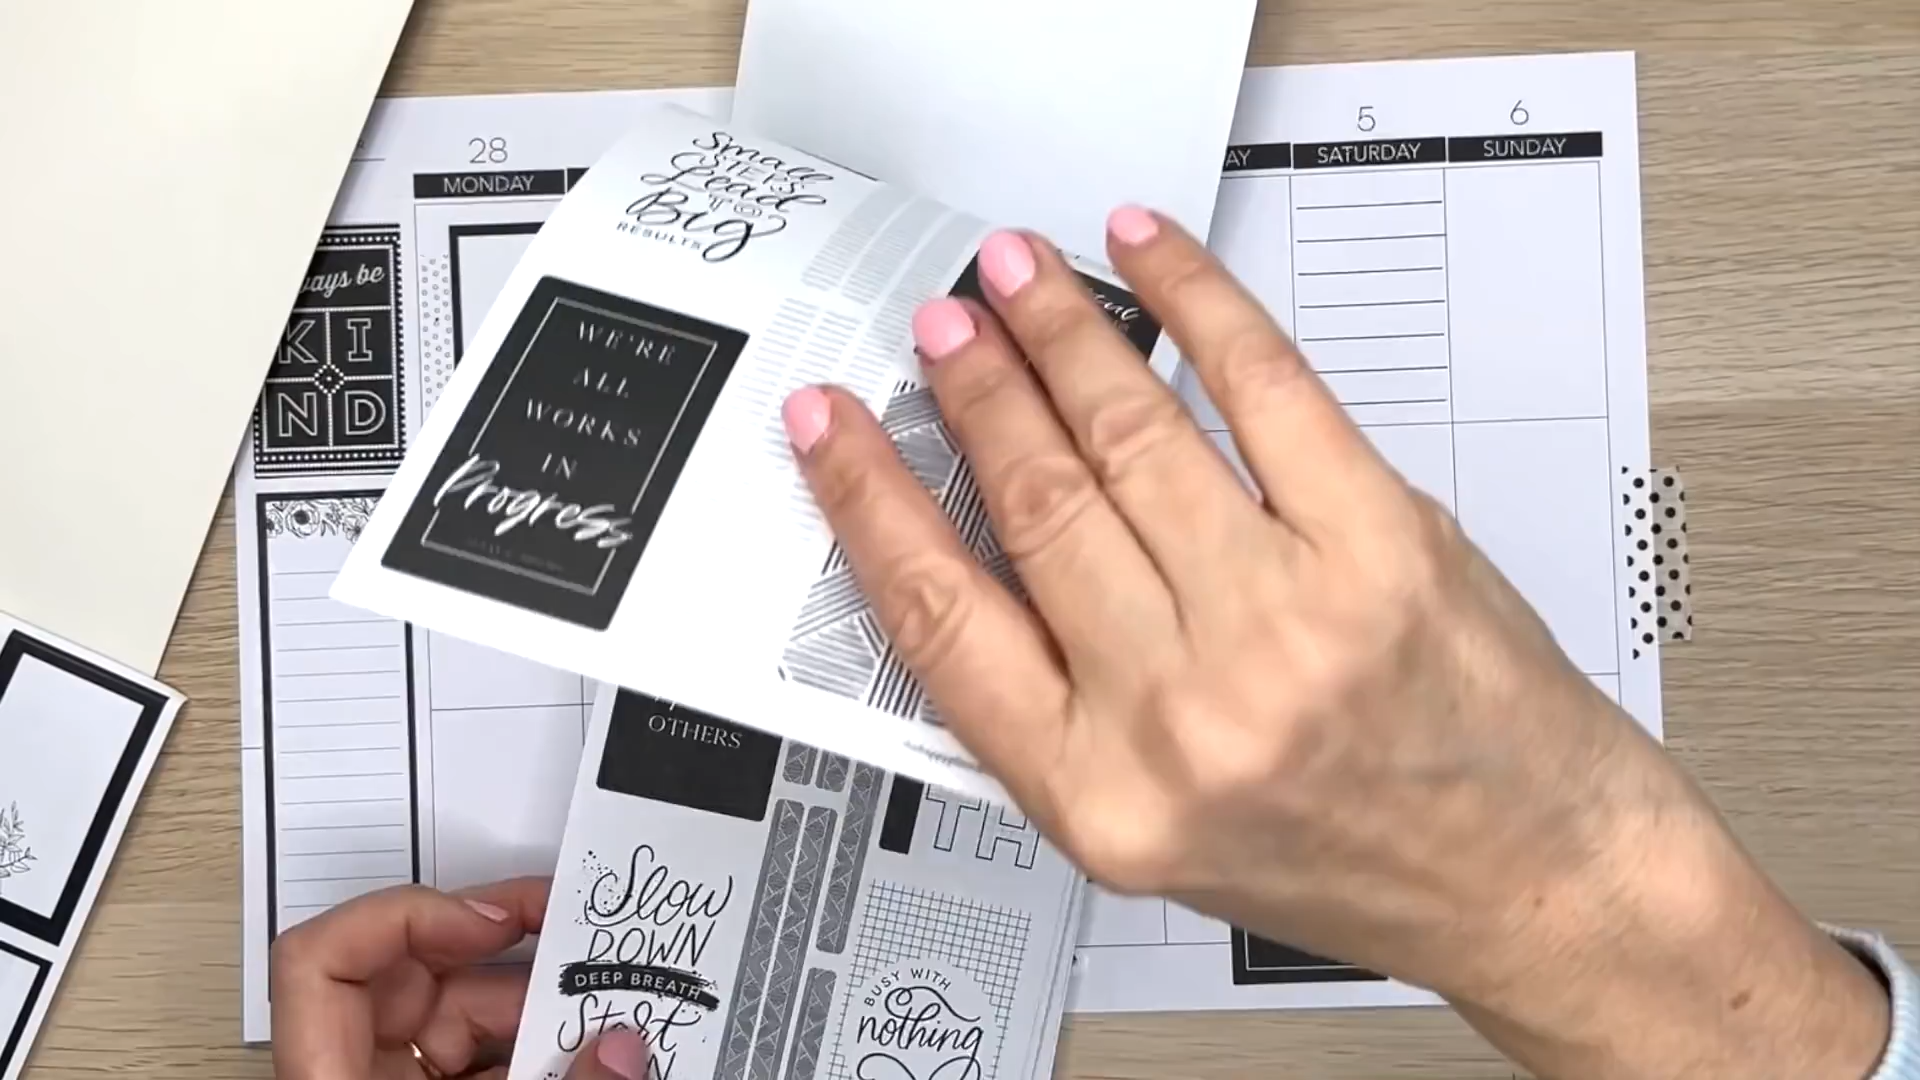 28
5
6
MONDAY
AY
SATURDAY
SUNDAY
Small
STEPS
Lead
TO
Big
RESULTS
ways be
K I
N D
WE'RE
ALL
WORKS
IN
Progress
OTHERS
TH
Slow
DOWN
DEEP BREATH
Start
BUSY WITH
nothing